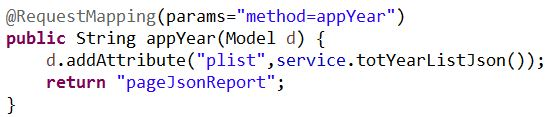 @RequestMapping(params="method=appYear")
public String appYear(Model d) {
    d.addAttribute("plist",service.totYearListJson());
    return "pageJsonReport";
}